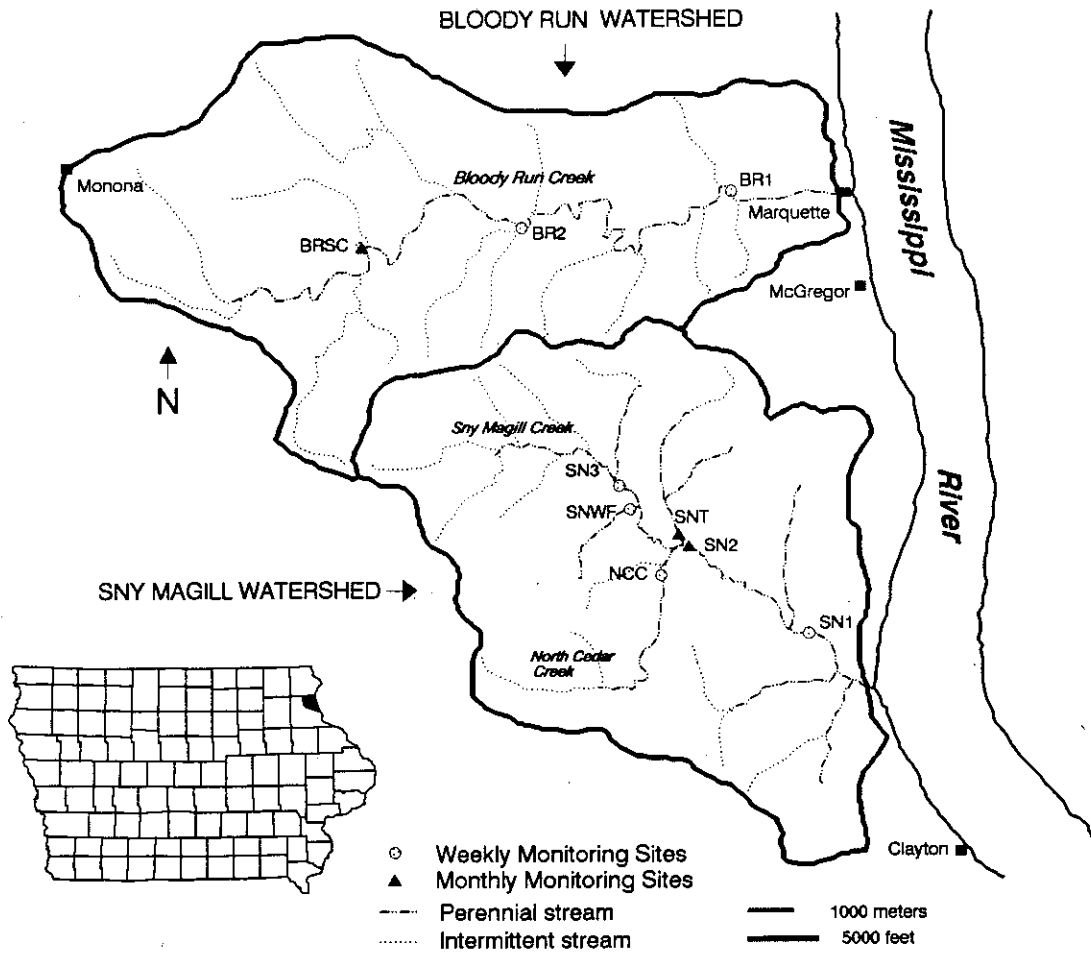 BLOODY RUN WATERSHED
Mississippi
River
Monona
Bloody Run Creek
BR1
Marquette
BR2
BRSC
McGregor
N
Sny Magill Creek
SN3
SNWF
SNT
SN2
NCC
SNY MAGILL WATERSHED
SN1
North Cedar
Creek
Clayton
Weekly Monitoring Sites
Monthly Monitoring Sites
Perennial stream
Intermittent stream
1000 meters
5000 feet